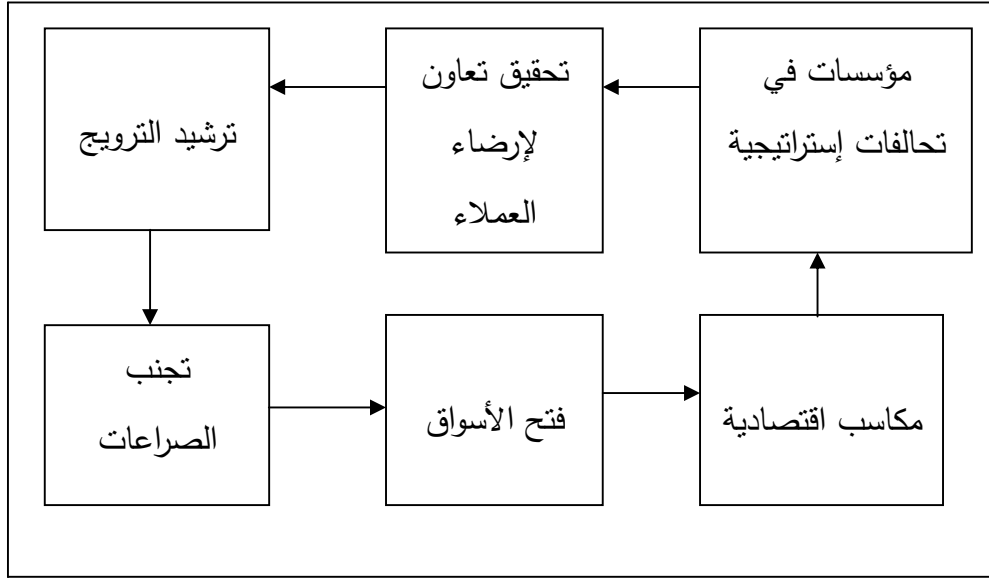 مؤسسات في
تحالفات إستراتيجية
تحقيق تعاون
لإرضاء
العملاء
ترشيد الترويج
تجنب
الصراعات
فتح الأسواق
مكاسب اقتصادية